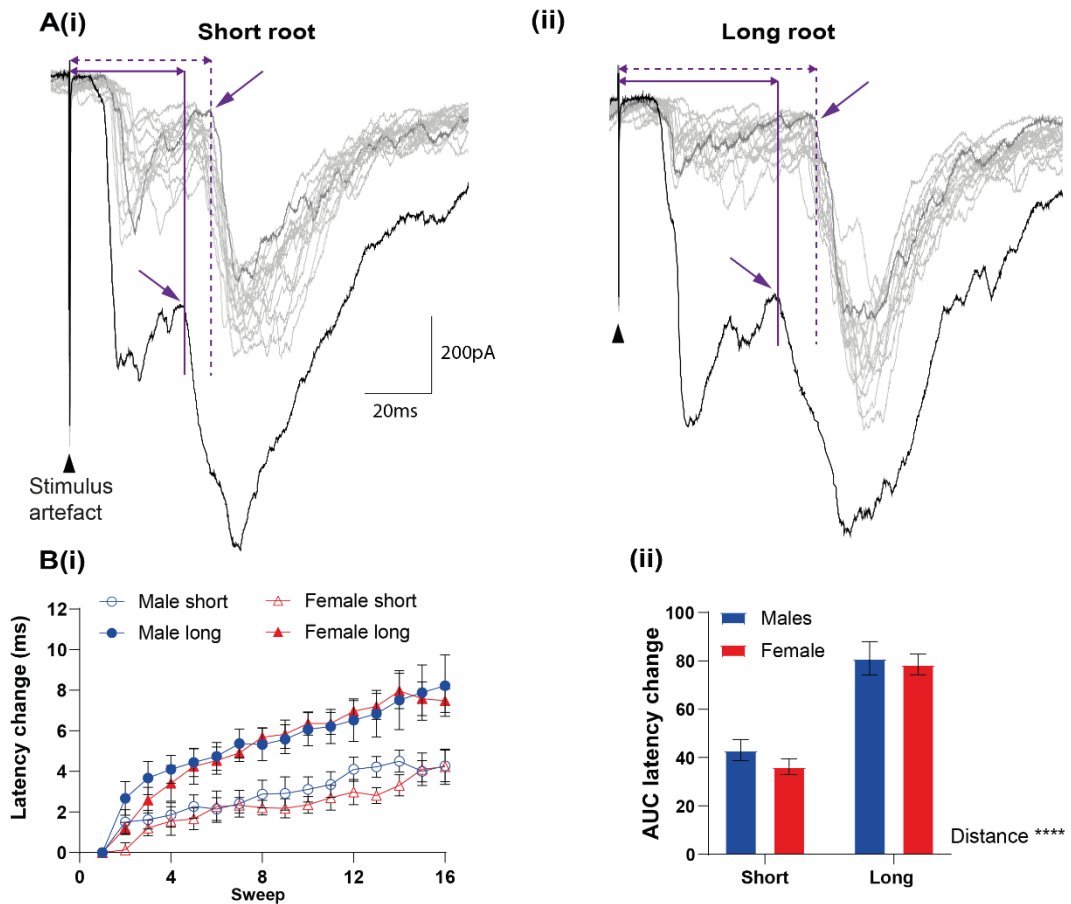 A(i)
Short root
(ii)
Long root
200pA
20ms
Stimulus
artefact
B(i)
Male short
Female short
Male long
Female long
Latency change (ms)
12
10
8
6
4
2
0
0
4
8
12
16
Sweep
(ii)
Males
Female
AUC latency change
100
80
60
40
20
0
Short
Long
Distance ****